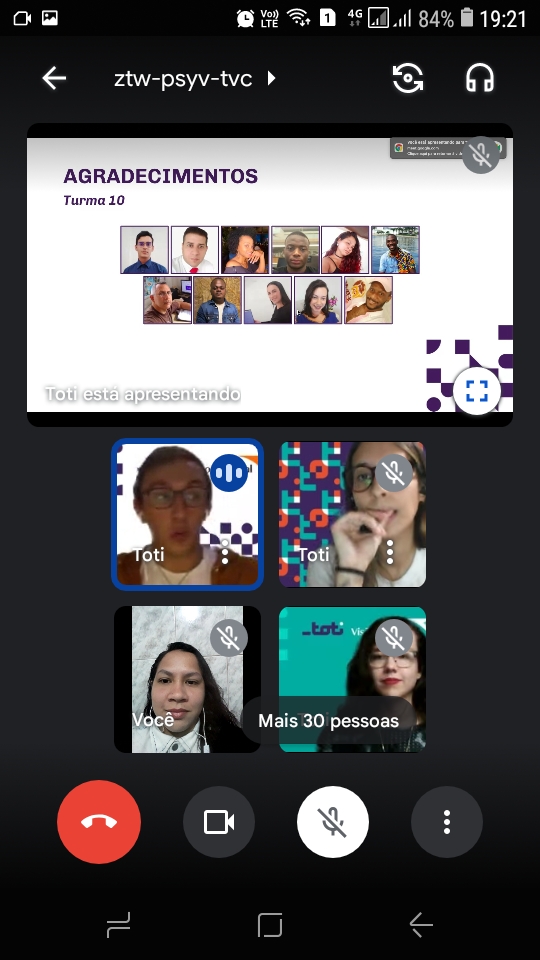 Vo))
LTE
1
4G
84%
19:21
ztw-psyv-tvc
AGRADECIMENTOS
Turma 10
Toti está apresentando
Toti
Toti
_toti
Você
Mais 30 pessoas